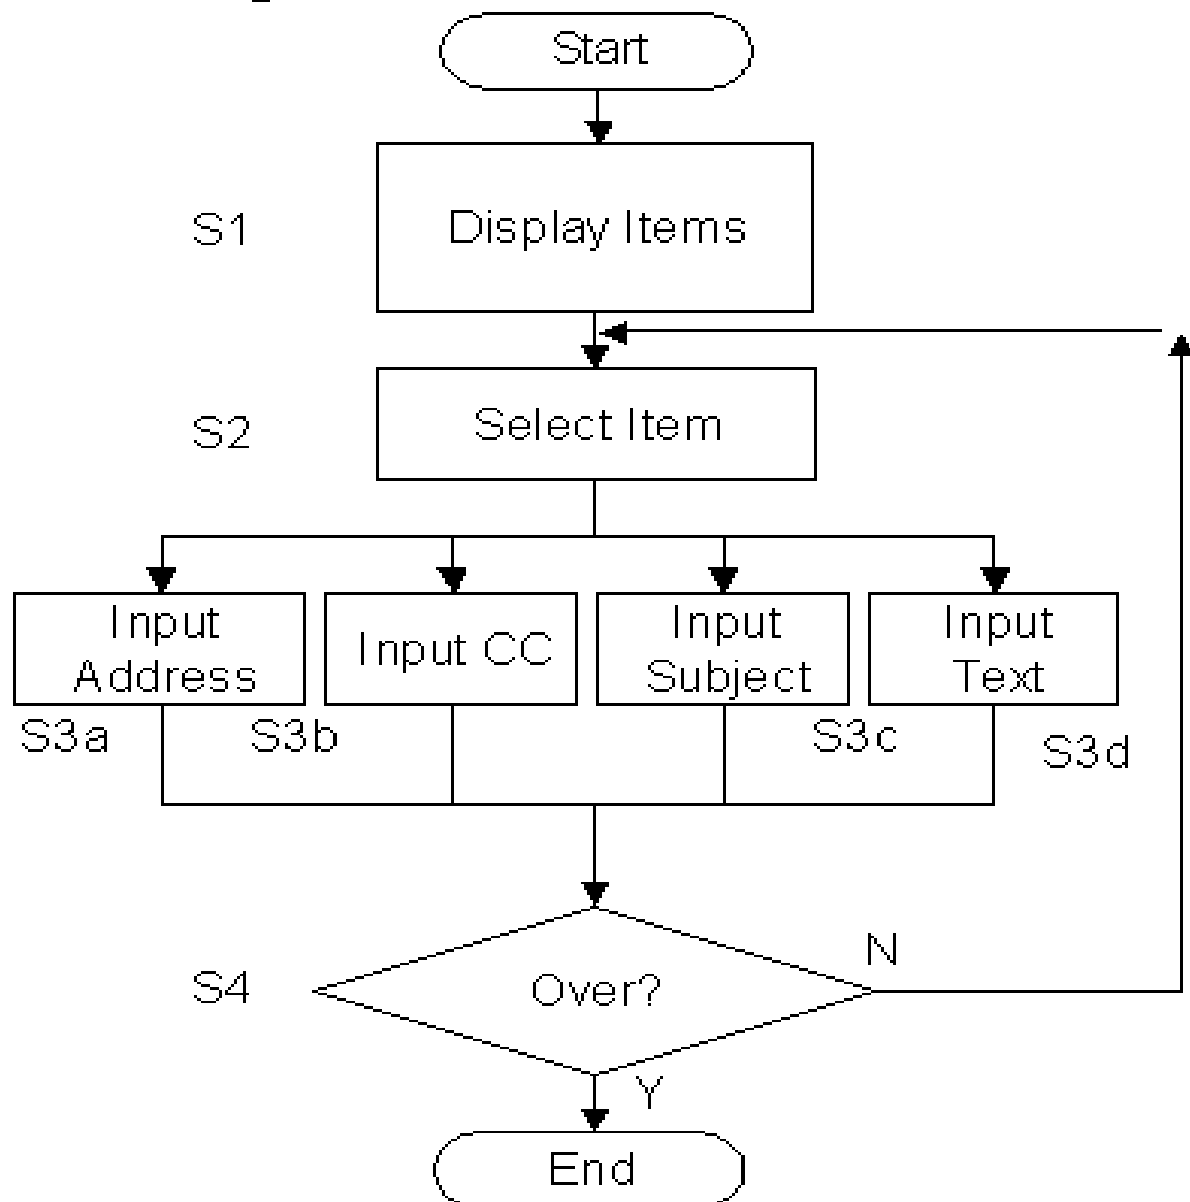 Start
S1
Display Items
S2
Select Item
Input
Address
Input CC
Input
Subject
Input
Text
S3a
S3b
S3c
S3d
S4
Over?
N
Y
End